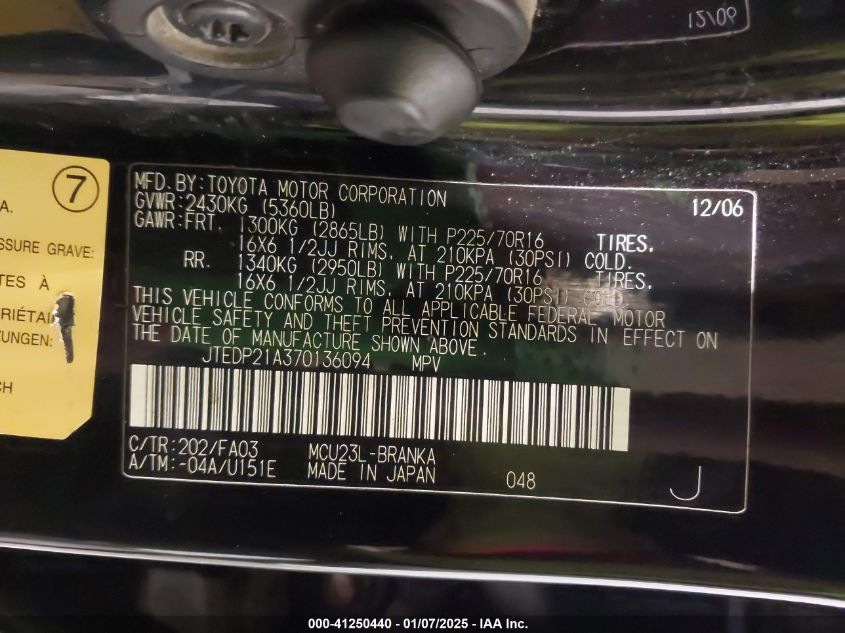 12/06
7
A.
SSURE GRAVE:
TES À
RIÉTAI
VUNGEN:
CH
MFD.BY:TOYOTA MOTOR CORPORATION 12/06
GVWR:2430KG (5360LB)
GAWR:FRT. 1300KG (2865LB) WITH P225/70R16 TIRES.
16X6 1/2JJ RIMS, AT 210KPA (30PSI) COLD.
RR. 1340KG (2950LB) WITH P225/70R16 TIRES.
16X6 1/2JJ RIMS, AT 210KPA (30PSI) COLD.
THIS VEHICLE CONFORMS TO ALL APPLICABLE FEDERAL MOTOR
VEHICLE SAFETY AND THEFT PREVENTION STANDARDS IN EFFECT ON
THE DATE OF MANUFACTURE SHOWN ABOVE.
JTEDP21A370136094 MPV
C/TR:202/FA03 MCU23L-BRANKA
A/TM:-04A/U151E MADE IN JAPAN 048 J
000-41250440 - 01/07/2025 - IAA Inc.